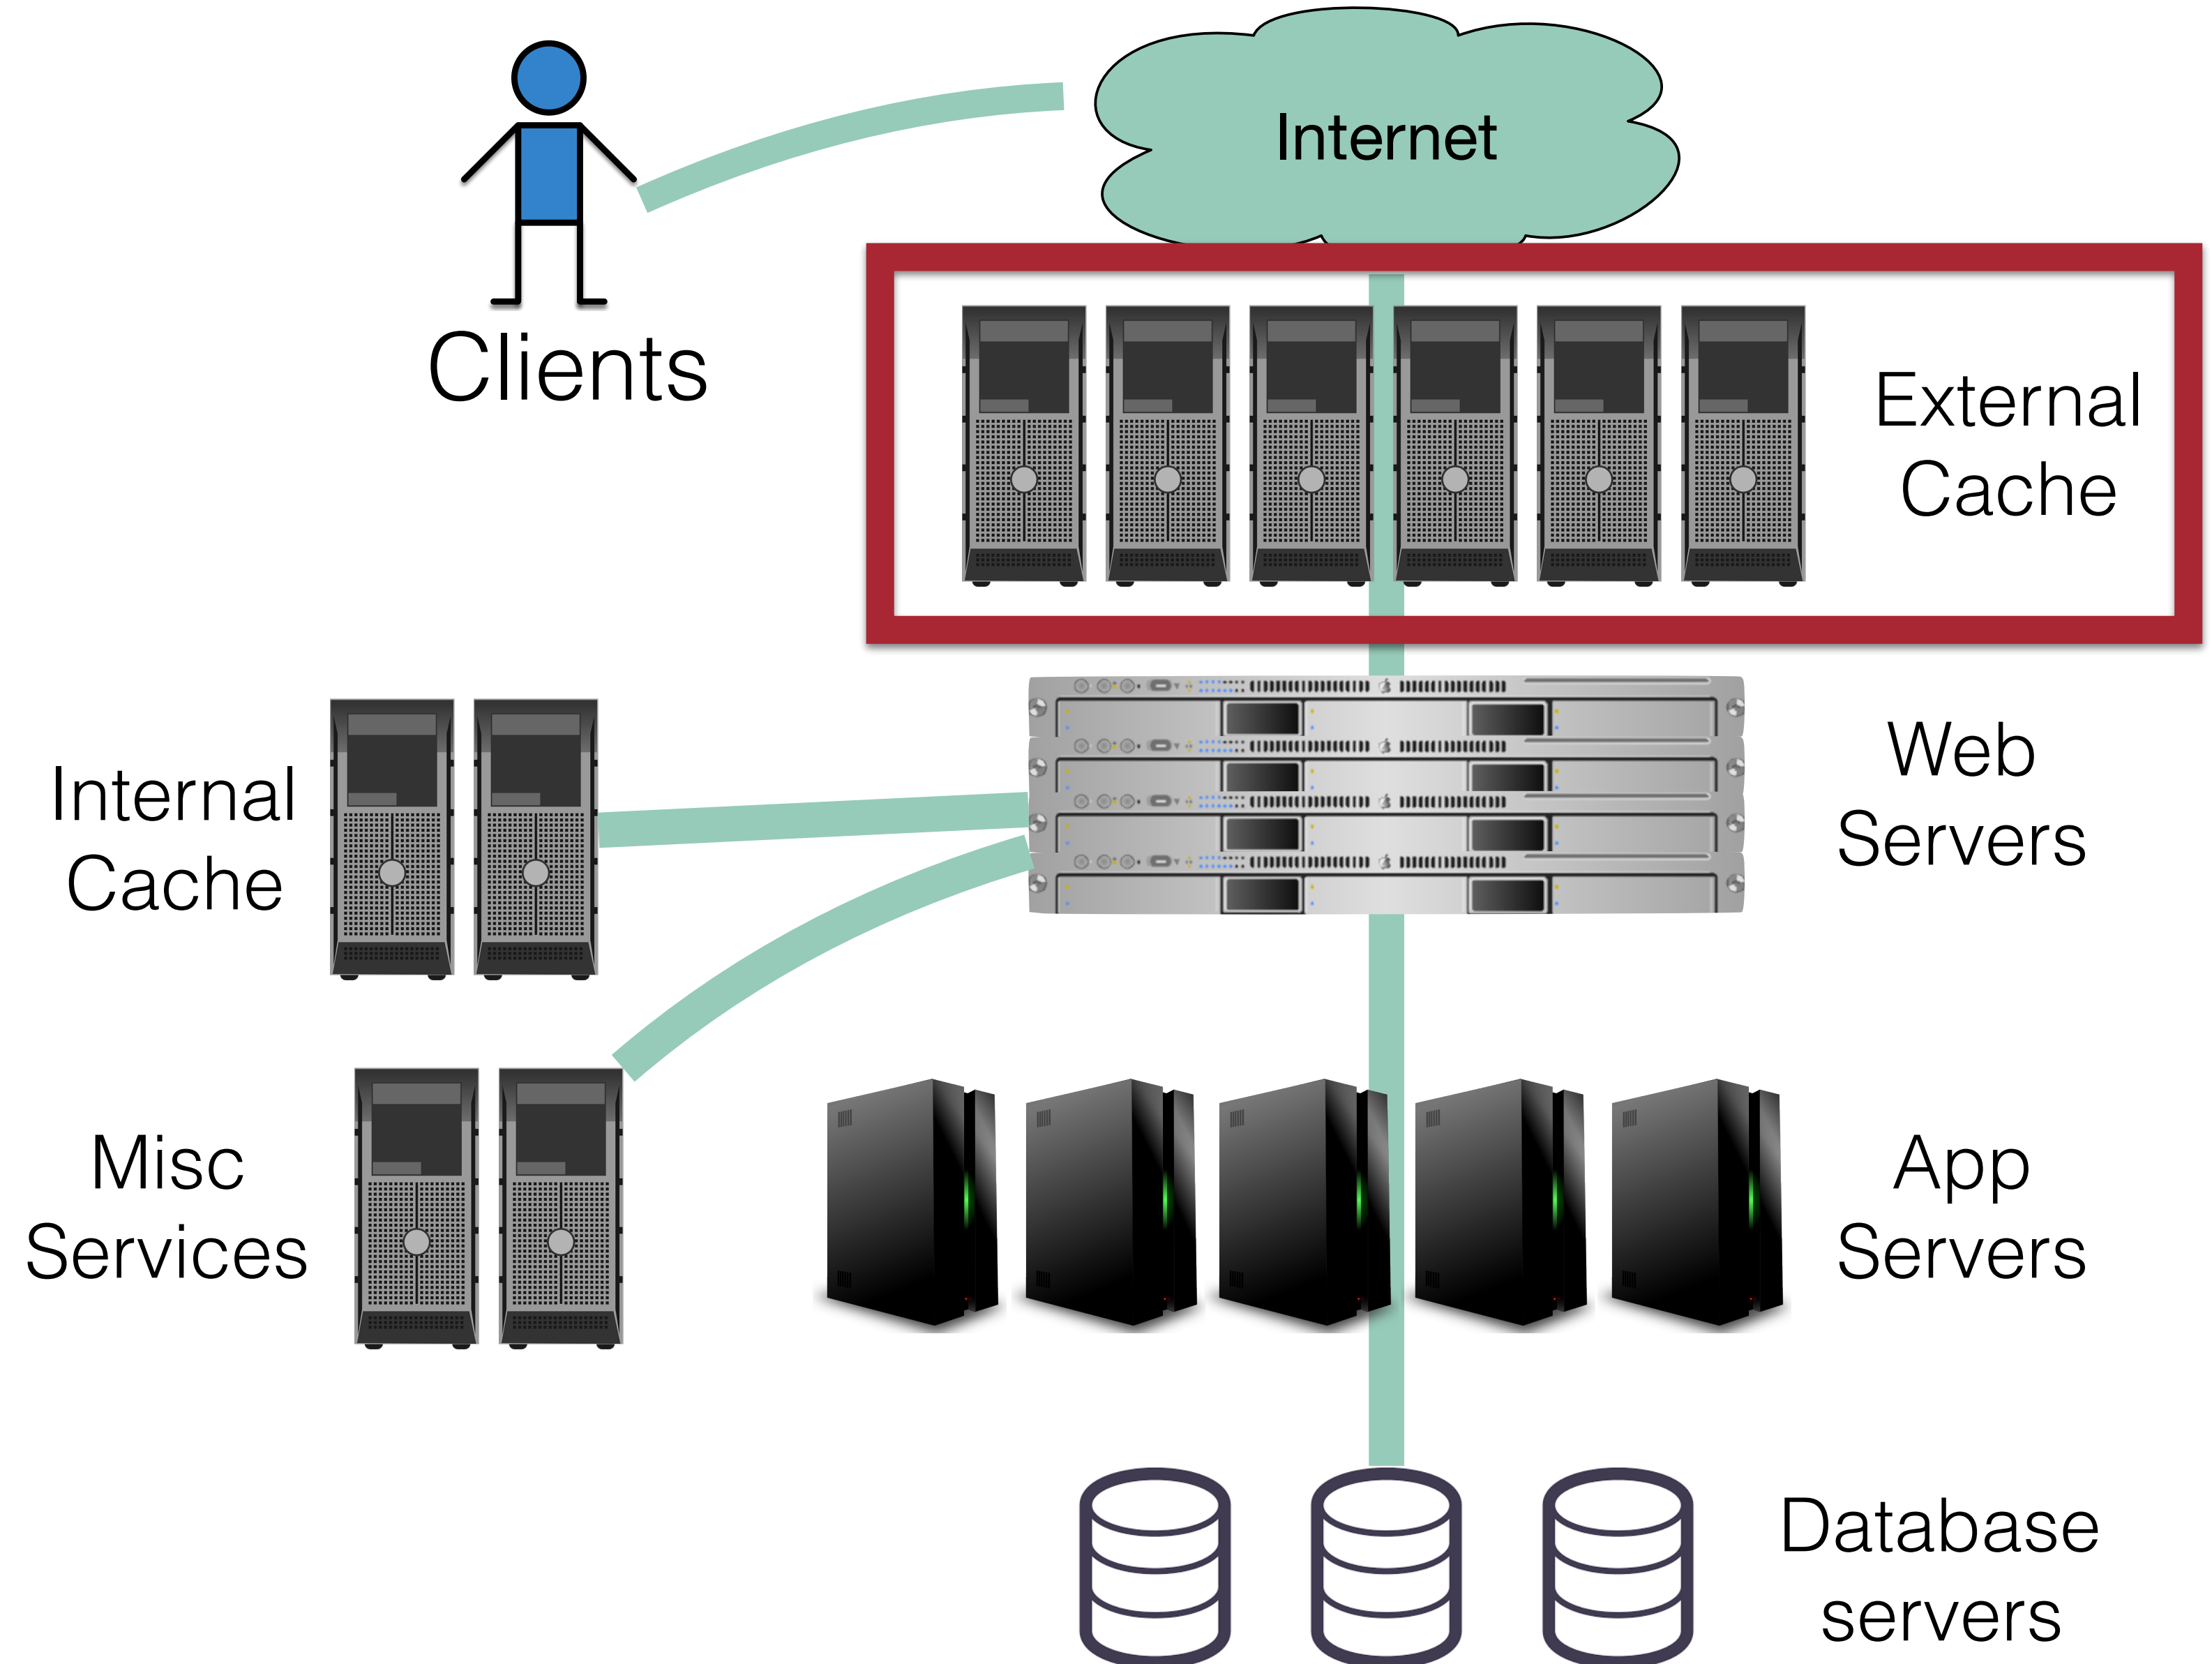 Internet
Clients
External
Cache
Web
Servers
Internal
Cache
Misc
Services
App
Servers
Database
servers